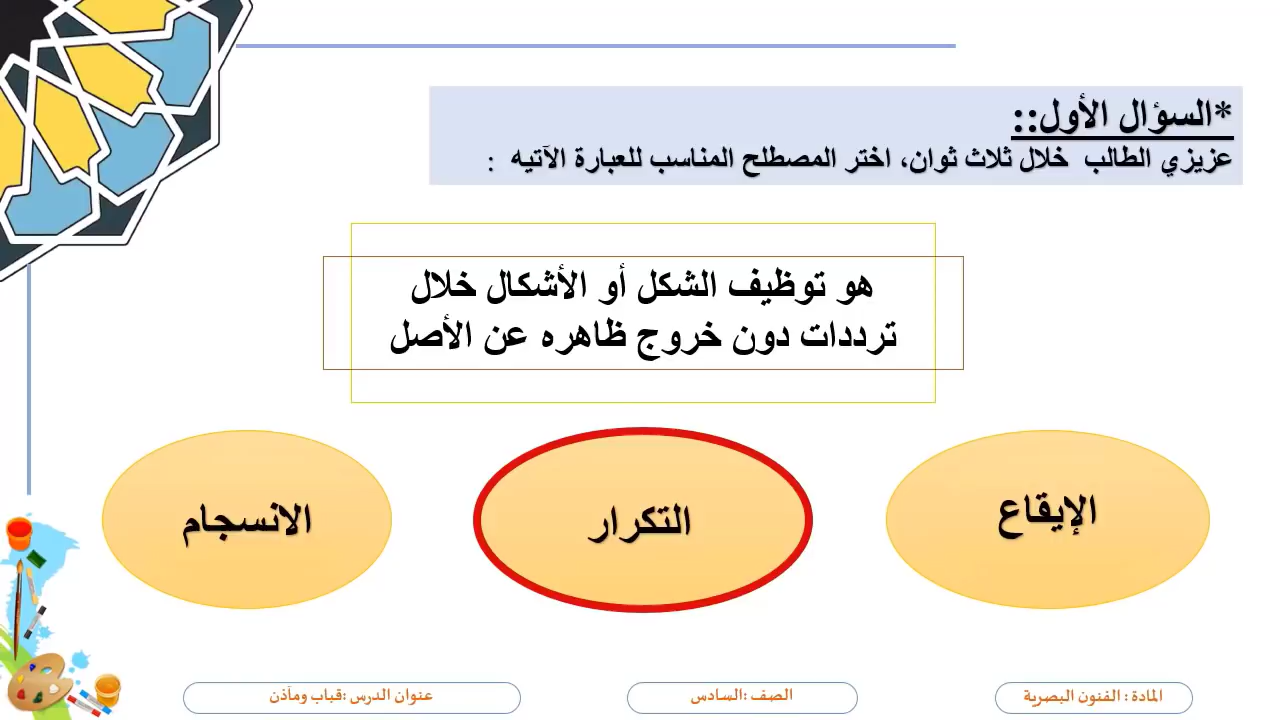 *السؤال الأول::
عزيزي الطالب خلال ثلاث ثوان، اختر المصطلح المناسب للعبارة الآتيه :
هو توظيف الشكل أو الأشكال خلال
ترددات دون خروج ظاهره عن الأصل
الإيقاع
التكرار
الانسجام
المادة : الفنون البصرية
الصف :السادس
عنوان الدرس :قباب ومآذن